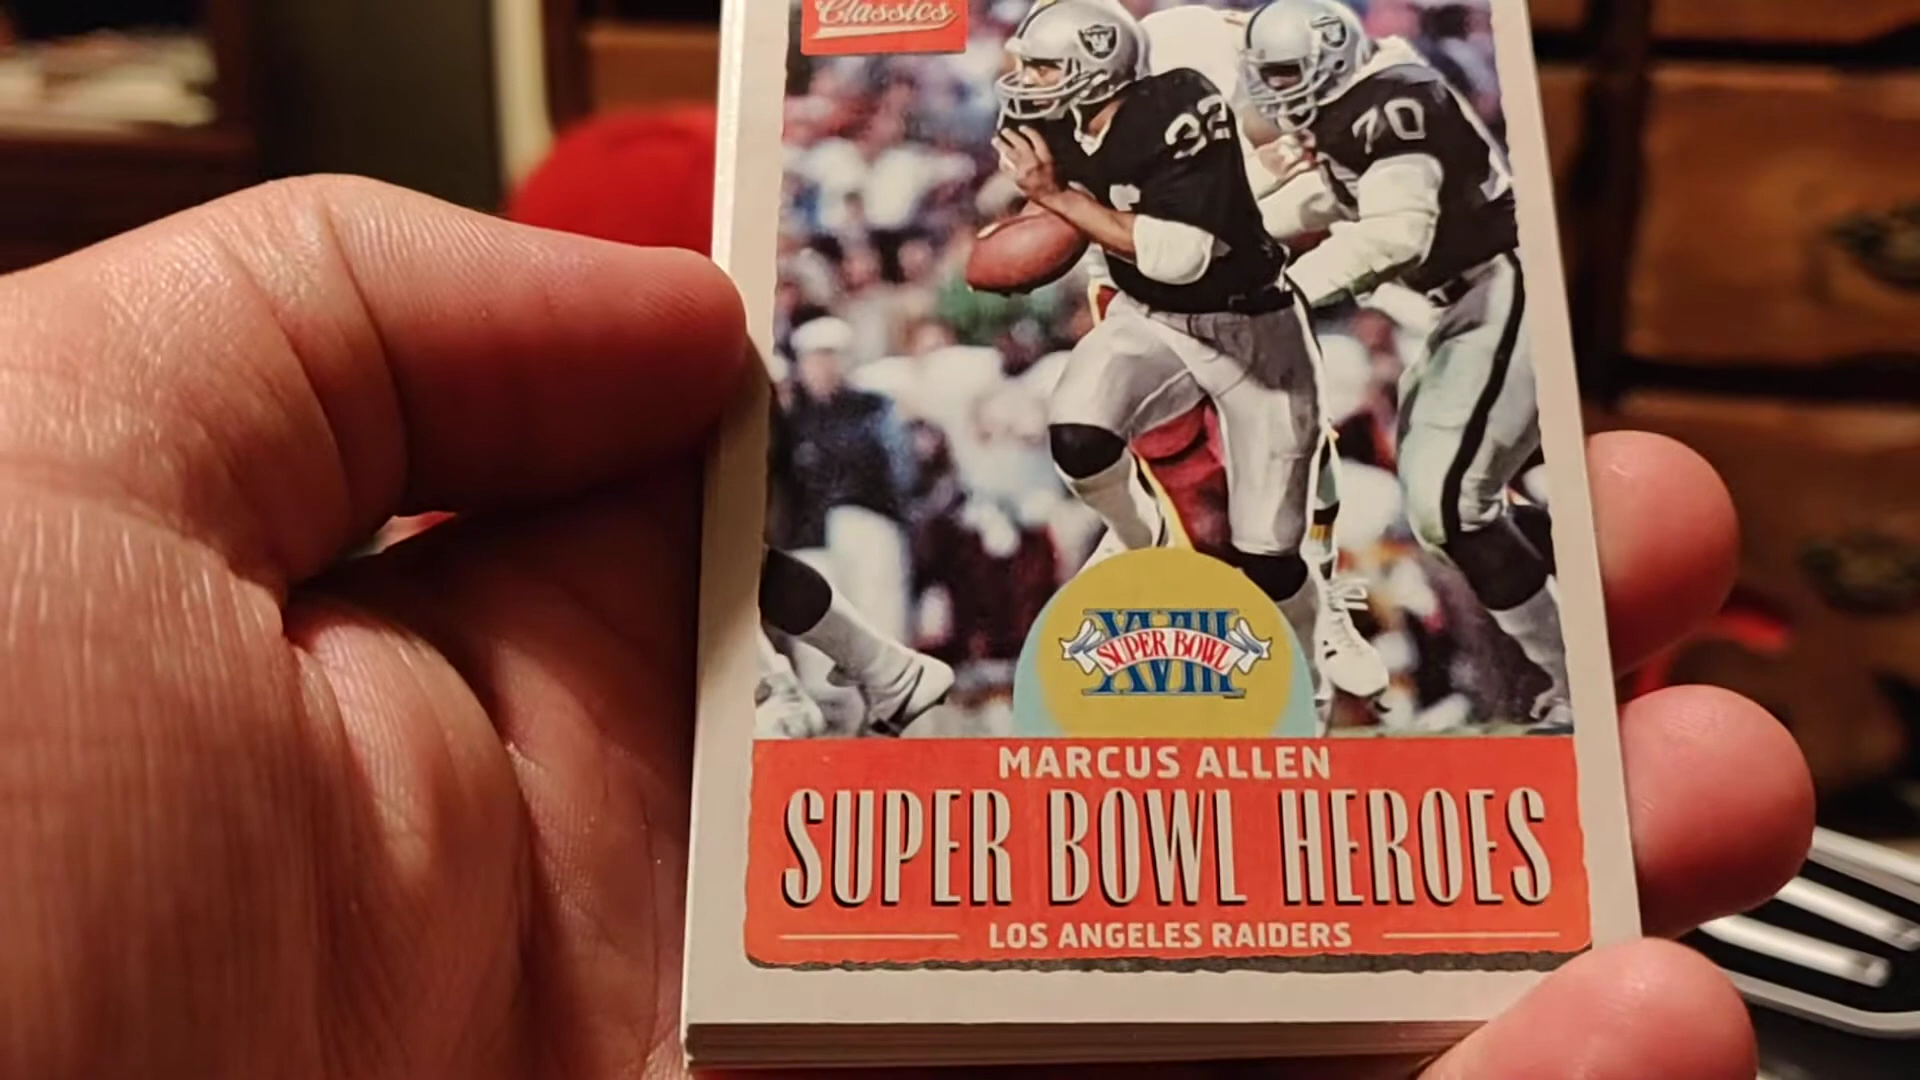 Classics
32
70
XVIII
SUPER BOWL
MARCUS ALLEN
SUPER BOWL HEROES
LOS ANGELES RAIDERS